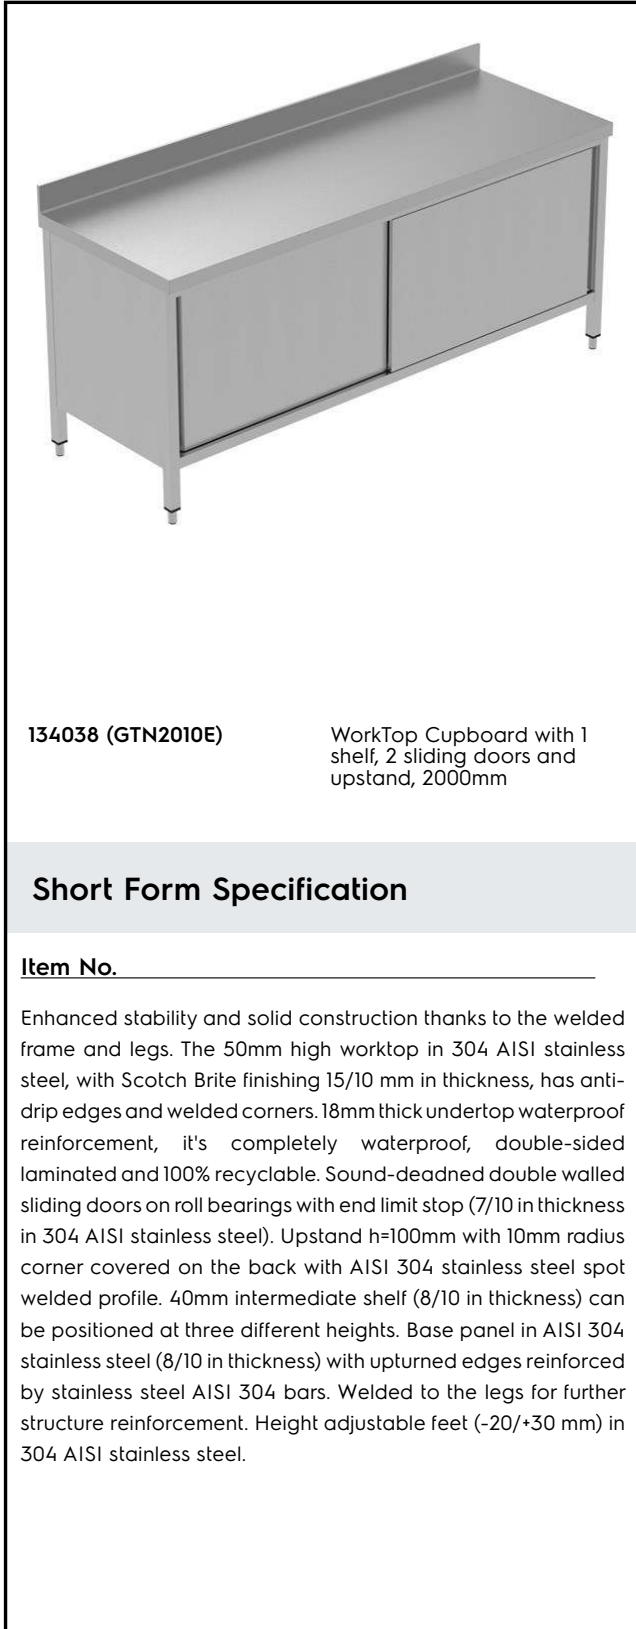 134038 (GTN2010E)
WorkTop Cupboard with 1
shelf, 2 sliding doors and
upstand, 2000mm
Short Form Specification
Item No.
Enhanced stability and solid construction thanks to the welded
frame and legs. The 50mm high worktop in 304 AISI stainless
steel, with Scotch Brite finishing 15/10 mm in thickness, has anti-
drip edges and welded corners. 18mm thick undertop waterproof
reinforcement, it's completely waterproof, double-sided
laminated and 100% recyclable. Sound-deadned double walled
sliding doors on roll bearings with end limit stop (7/10 in thickness
in 304 AISI stainless steel). Upstand h=100mm with 10mm radius
corner covered on the back with AISI 304 stainless steel spot
welded profile. 40mm intermediate shelf (8/10 in thickness) can
be positioned at three different heights. Base panel in AISI 304
stainless steel (8/10 in thickness) with upturned edges reinforced
by stainless steel AISI 304 bars. Welded to the legs for further
structure reinforcement. Height adjustable feet (-20/+30 mm) in
304 AISI stainless steel.